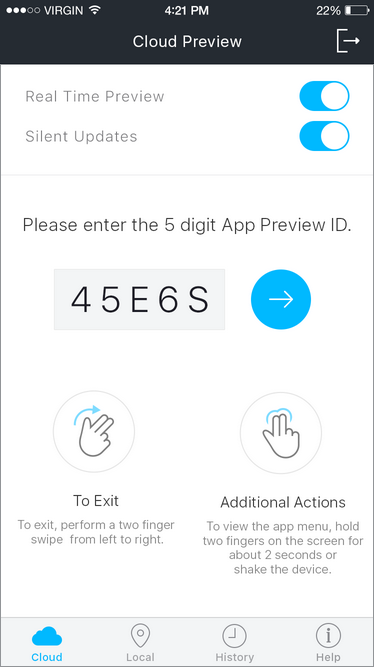 VIRGIN 4:21 PM 22%
Cloud Preview
Real Time Preview
Silent Updates
Please enter the 5 digit App Preview ID.
45E6S
To Exit
To exit, perform a two finger
swipe from left to right.
Additional Actions
To view the app menu, hold
two fingers on the screen for
about 2 seconds or
shake the device.
Cloud Local History Help